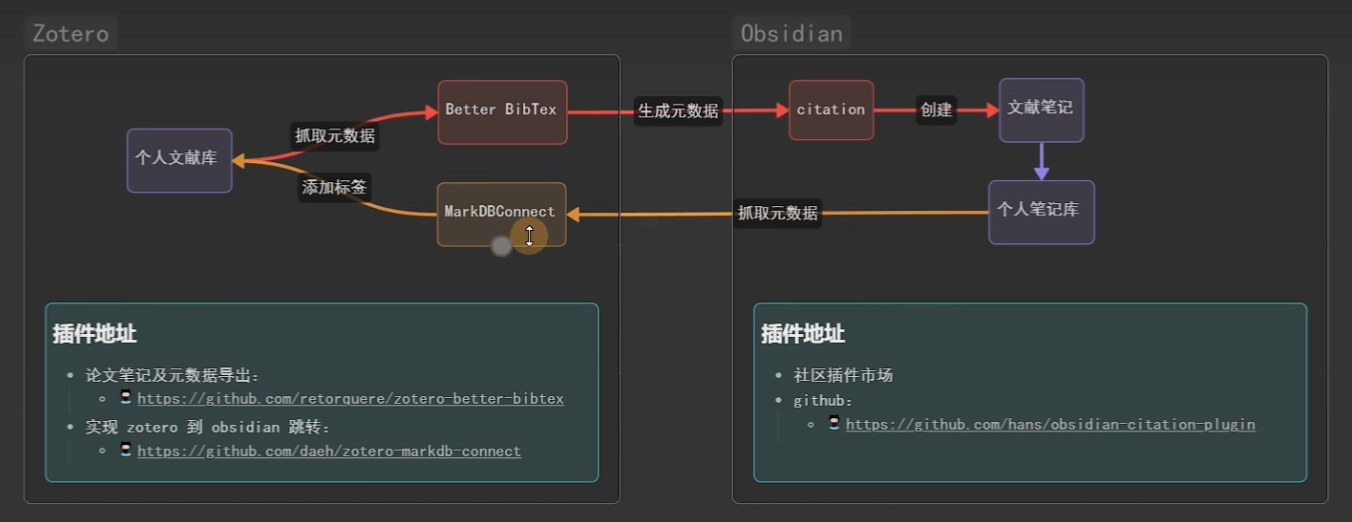 Zotero
Obsidian
Better BibTex
生成元数据
citation
创建
文献笔记
抓取元数据
个人文献库
添加标签
MarkDBConnect
抓取元数据
个人笔记库
插件地址
论文笔记及元数据导出：
https://github.com/retorquere/zotero-better-bibtex
实现 zotero 到 obsidian 跳转：
https://github.com/daeh/zotero-markdb-connect
插件地址
社区插件市场
github：
https://github.com/hans/obsidian-citation-plugin